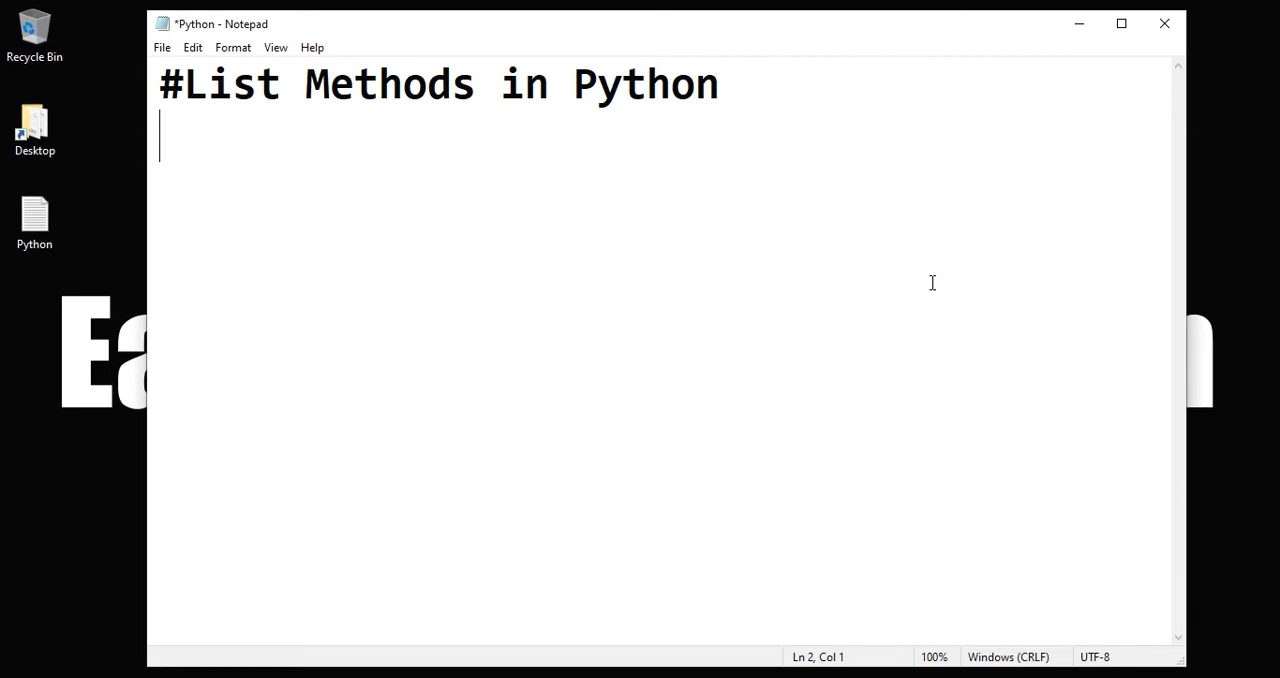 *Python - Notepad
File Edit Format View Help
#List Methods in Python
Recycle Bin
Desktop
Python
Ln 2, Col 1
100%
Windows (CRLF)
UTF-8